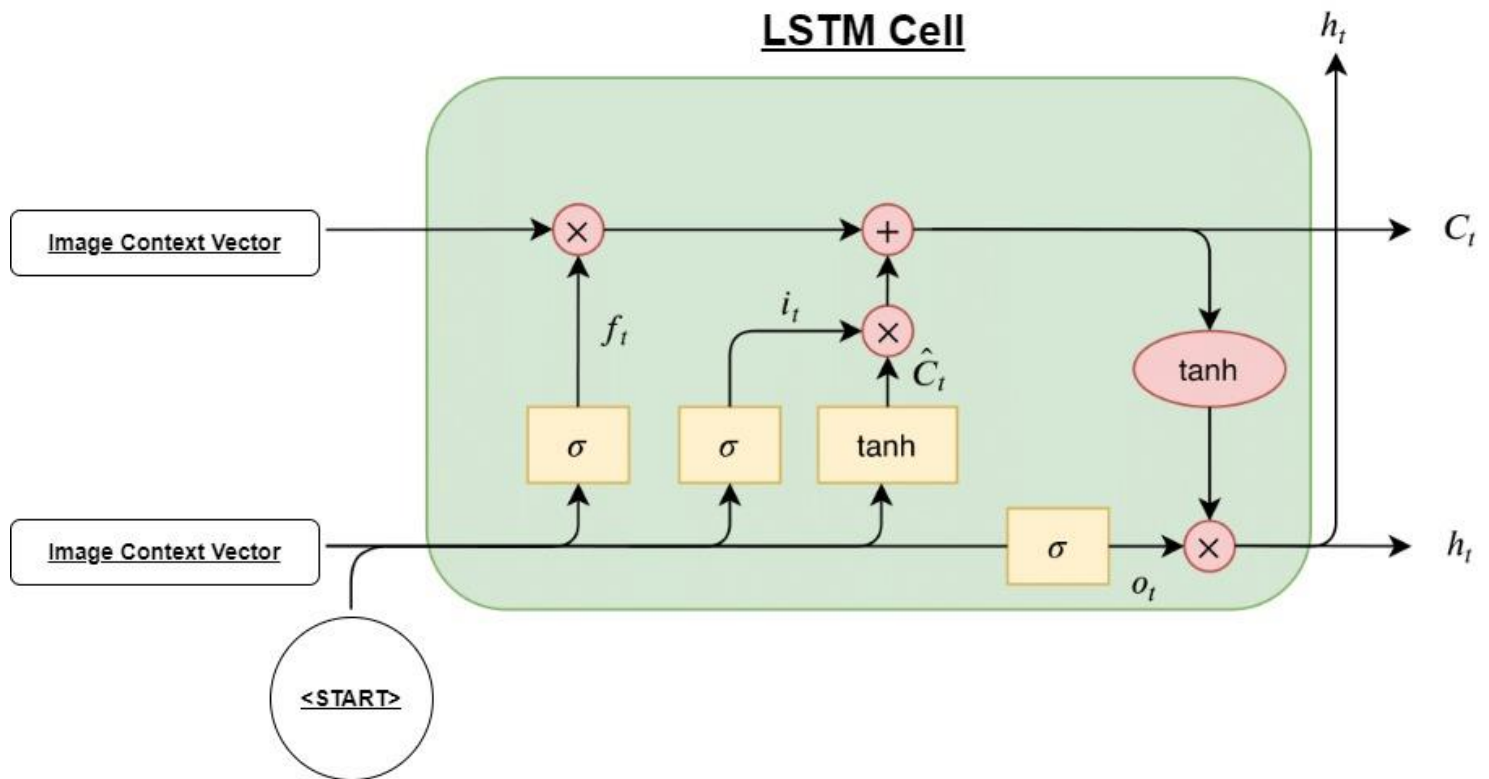 LSTM Cell
h_t
Image Context Vector
×
+
C_t
i_t
f_t
×
Ĉ_t
tanh
σ
σ
tanh
Image Context Vector
σ
×
h_t
o_t
<START>